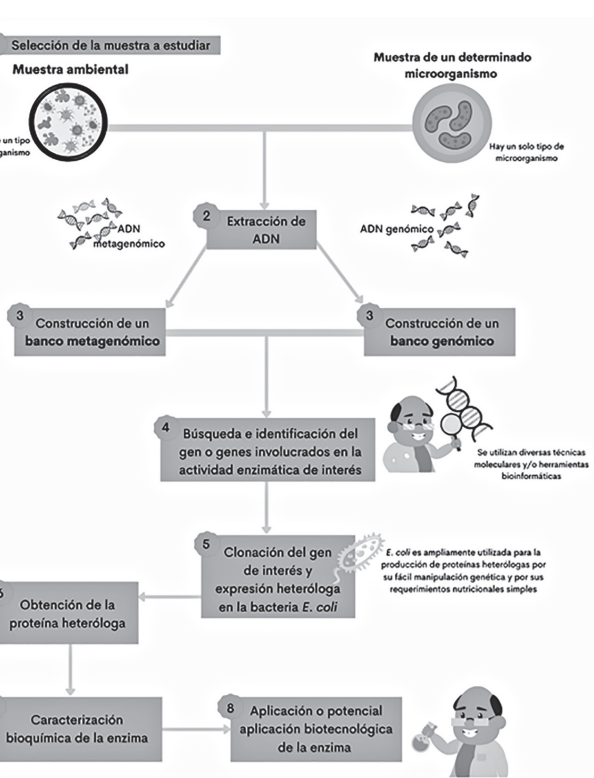 Selección de la muestra a estudiar
Muestra ambiental
Muestra de un determinado
microorganismo
un tipo
Hay un solo tipo de
microorganismo
2
Extracción de
ADN
ADN
metagenómico
ADN genómico
3
Construcción de un
banco metagenómico
3
Construcción de un
banco genómico
4
Búsqueda e identificación del
gen o genes involucrados en la
actividad enzimática de interés
Se utilizan diversas técnicas
moleculares y/o herramientas
bioinformáticas
5
Clonación del gen
de interés y
expresión heteróloga
en la bacteria E. coli
E. coli es ampliamente utilizada para la
producción de proteínas heterólogas por
su fácil manipulación genética y por sus
requerimientos nutricionales simples
Obtención de la
proteína heteróloga
Caracterización
bioquímica de la enzima
8
Aplicación o potencial
aplicación biotecnológica
de la enzima